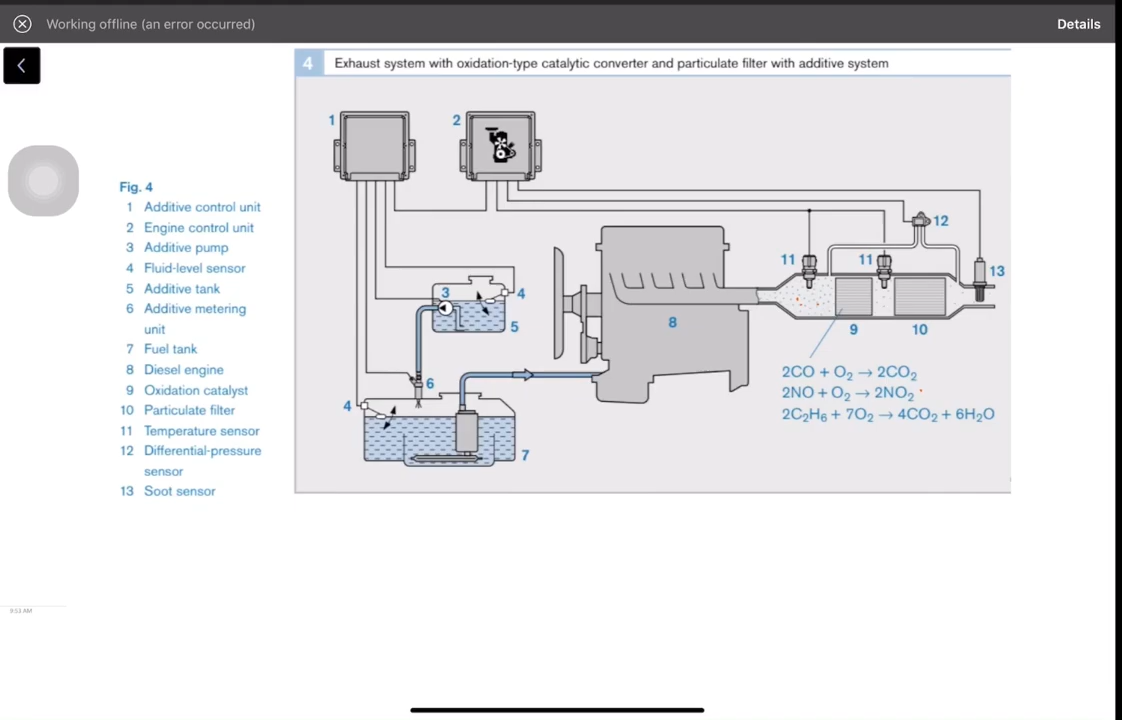 Working offline (an error occurred)
Details
4 Exhaust system with oxidation-type catalytic converter and particulate filter with additive system
Fig. 4
1 Additive control unit
2 Engine control unit
3 Additive pump
4 Fluid-level sensor
5 Additive tank
6 Additive metering
unit
7 Fuel tank
8 Diesel engine
9 Oxidation catalyst
10 Particulate filter
11 Temperature sensor
12 Differential-pressure
sensor
13 Soot sensor
1
2
12
11
11
13
3
4
5
8
9
10
6
4
7
2CO + O₂ → 2CO₂
2NO + O₂ → 2NO₂
2C₂H₆ + 7O₂ → 4CO₂ + 6H₂O
9:53 AM